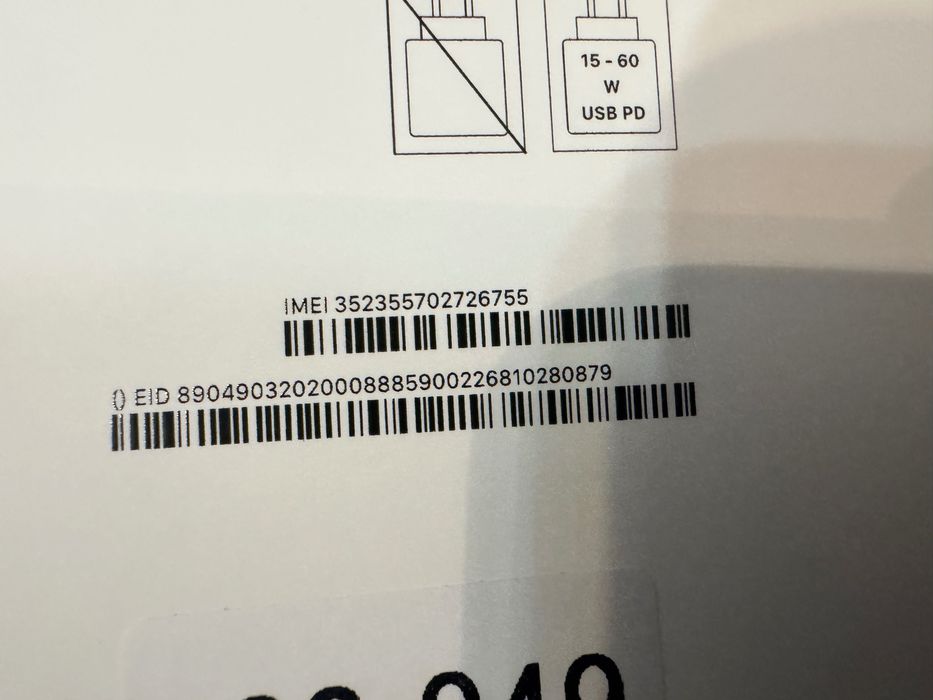 15 - 60
W
USB PD
IMEI 352355702726755
() EID 89049032020008885900226810280879